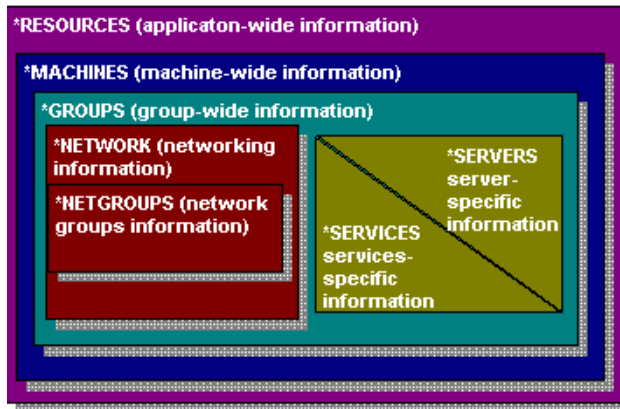 *RESOURCES (applicaton-wide information)
*MACHINES (machine-wide information)
*GROUPS (group-wide information)
*NETWORK (networking
information)
*NETGROUPS (network
groups information)
*SERVERS
server-
specific
information
*SERVICES
services-
specific
information